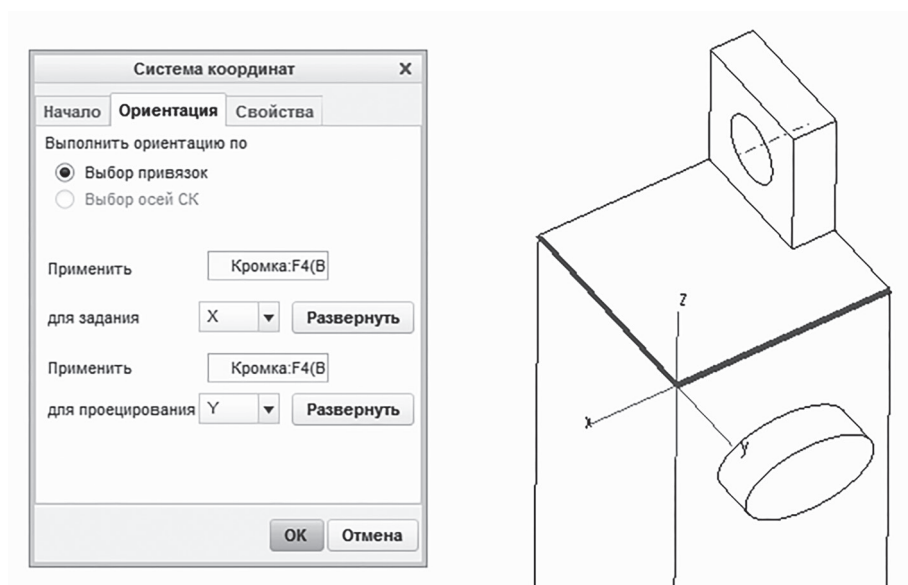 Система координат X
Начало Ориентация Свойства
Выполнить ориентацию по
Выбор привязок
Выбор осей СК
Применить Кромка:F4(В
для задания X Развернуть
Применить Кромка:F4(В
для проецирования Y Развернуть
OK Отмена
z
x
y